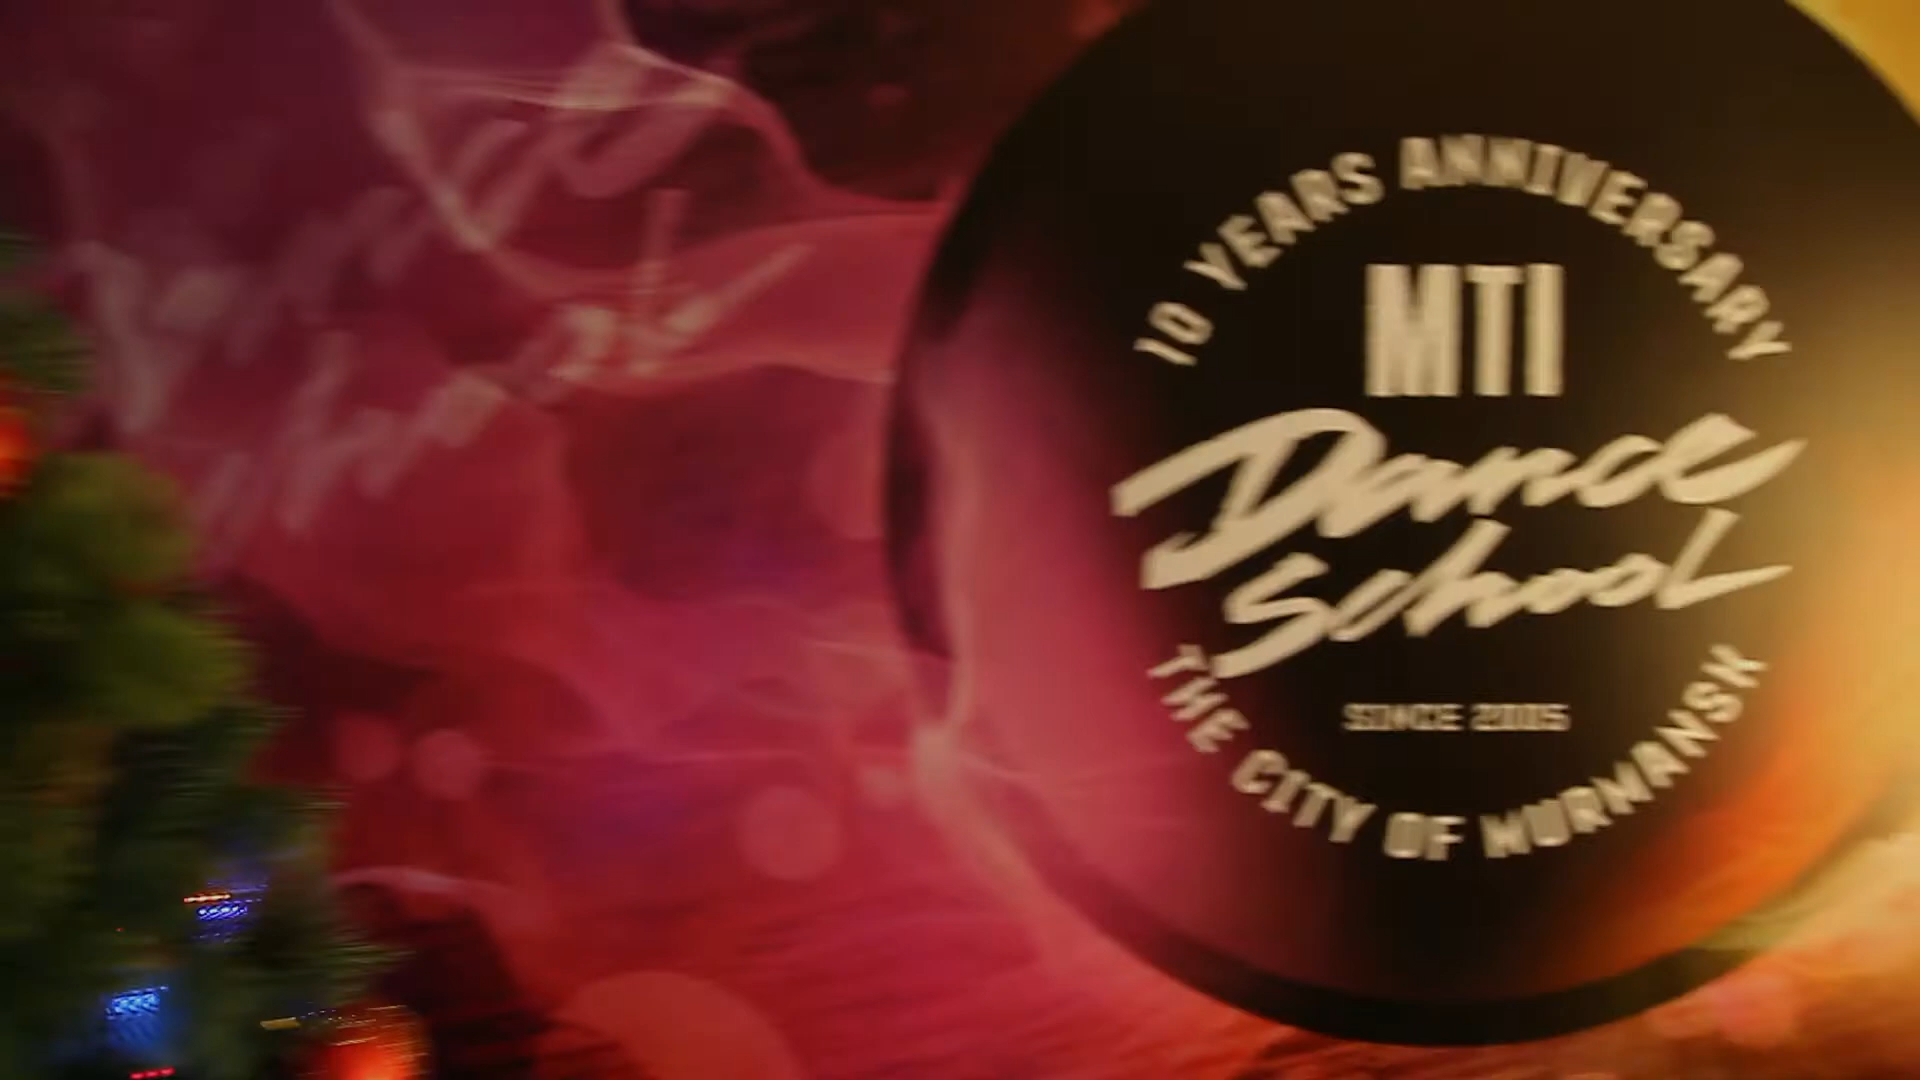 10 YEARS ANNIVERSARY
MTI
Dance
School
SINCE 2005
THE CITY OF MURMANSK